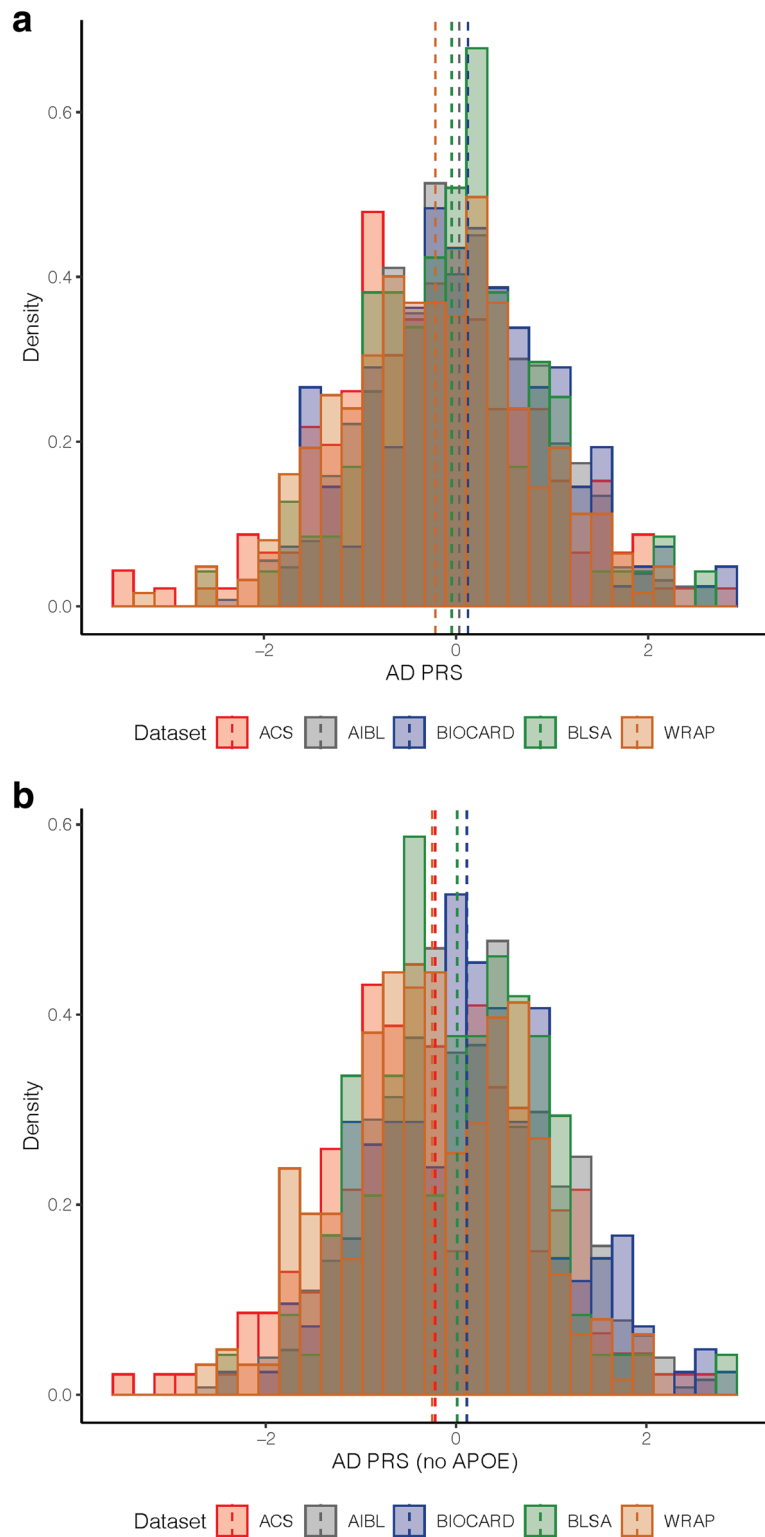 a
0.6
0.4
0.2
0.0
Density
−2 0 2
AD PRS
Dataset ACS AIBL BIOCARD BLSA WRAP
b
0.6
0.4
0.2
0.0
Density
−2 0 2
AD PRS (no APOE)
Dataset ACS AIBL BIOCARD BLSA WRAP